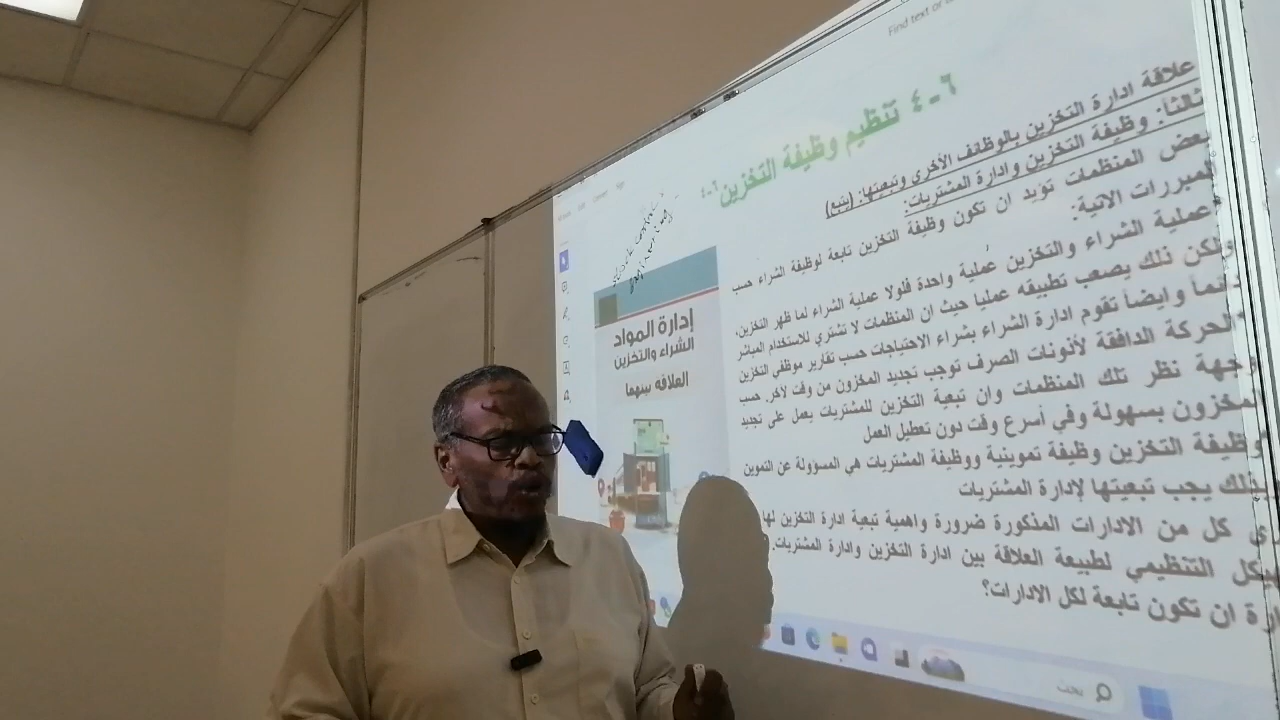 Find text or
٦-٤ تنظيم وظيفة التخزين
علاقة ادارة التخزين بالوظائف الأخرى وتبعيتها: (يتبع)
ثالثاً: وظيفة التخزين وإدارة المشتريات:
بعض المنظمات تؤيد ان تكون وظيفة التخزين تابعة لوظيفة الشراء حسب
المبررات الاتية:
عملية الشراء والتخزين عملية واحدة فلولا عملية الشراء لما ظهر التخزين،
ولكن ذلك يصعب تطبيقه عمليا حيث ان المنظمات لا تشتري للاستخدام المباشر
دائماً وايضاً تقوم ادارة الشراء بشراء الاحتياجات حسب تقارير موظفي التخزين
الحركة الدافقة لأذونات الصرف توجب تجديد المخزون من وقت لاخر. حسب
وجهة نظر تلك المنظمات وان تبعية التخزين للمشتريات يعمل على تجديد
المخزون بسهولة وفي أسرع وقت دون تعطيل العمل
وظيفة التخزين وظيفة تموينية ووظيفة المشتريات هي المسؤولة عن التموين
لذلك يجب تبعيتها لإدارة المشتريات
كل من الادارات المذكورة ضرورة واهمية تبعية ادارة التخزين لها
التنظيمي لطبيعة العلاقة بين ادارة التخزين وادارة المشتريات.
ان تكون تابعة لكل الادارات؟
إدارة المواد
الشراء والتخزين
العلاقه بينهما
بحث